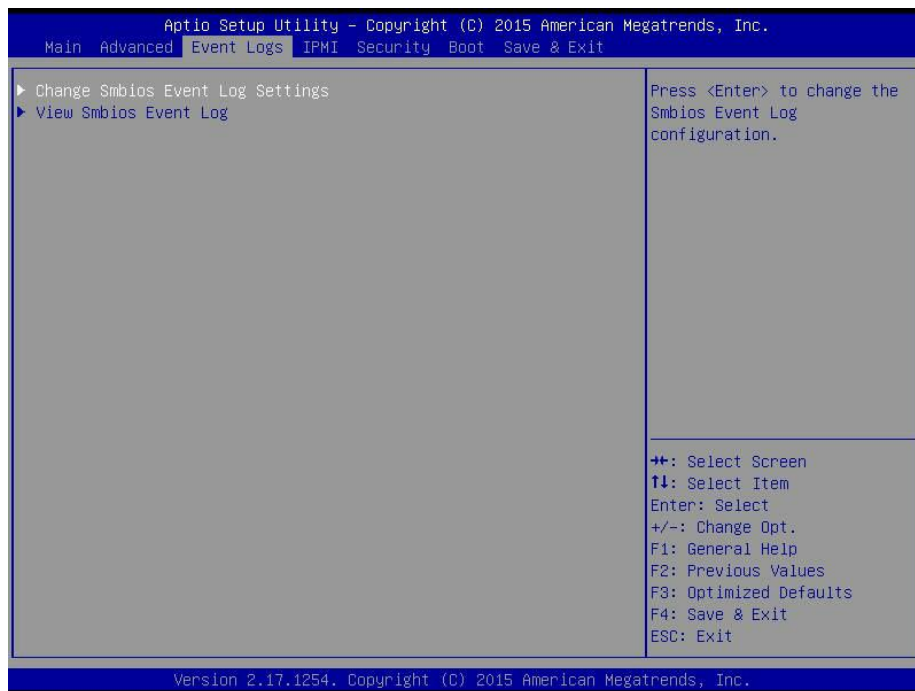 Aptio Setup Utility – Copyright (C) 2015 American Megatrends, Inc.
Main Advanced Event Logs IPMI Security Boot Save & Exit
▶ Change Smbios Event Log Settings
▶ View Smbios Event Log
Press <Enter> to change the
Smbios Event Log
configuration.
→←: Select Screen
↑↓: Select Item
Enter: Select
+/-: Change Opt.
F1: General Help
F2: Previous Values
F3: Optimized Defaults
F4: Save & Exit
ESC: Exit
Version 2.17.1254. Copyright (C) 2015 American Megatrends, Inc.